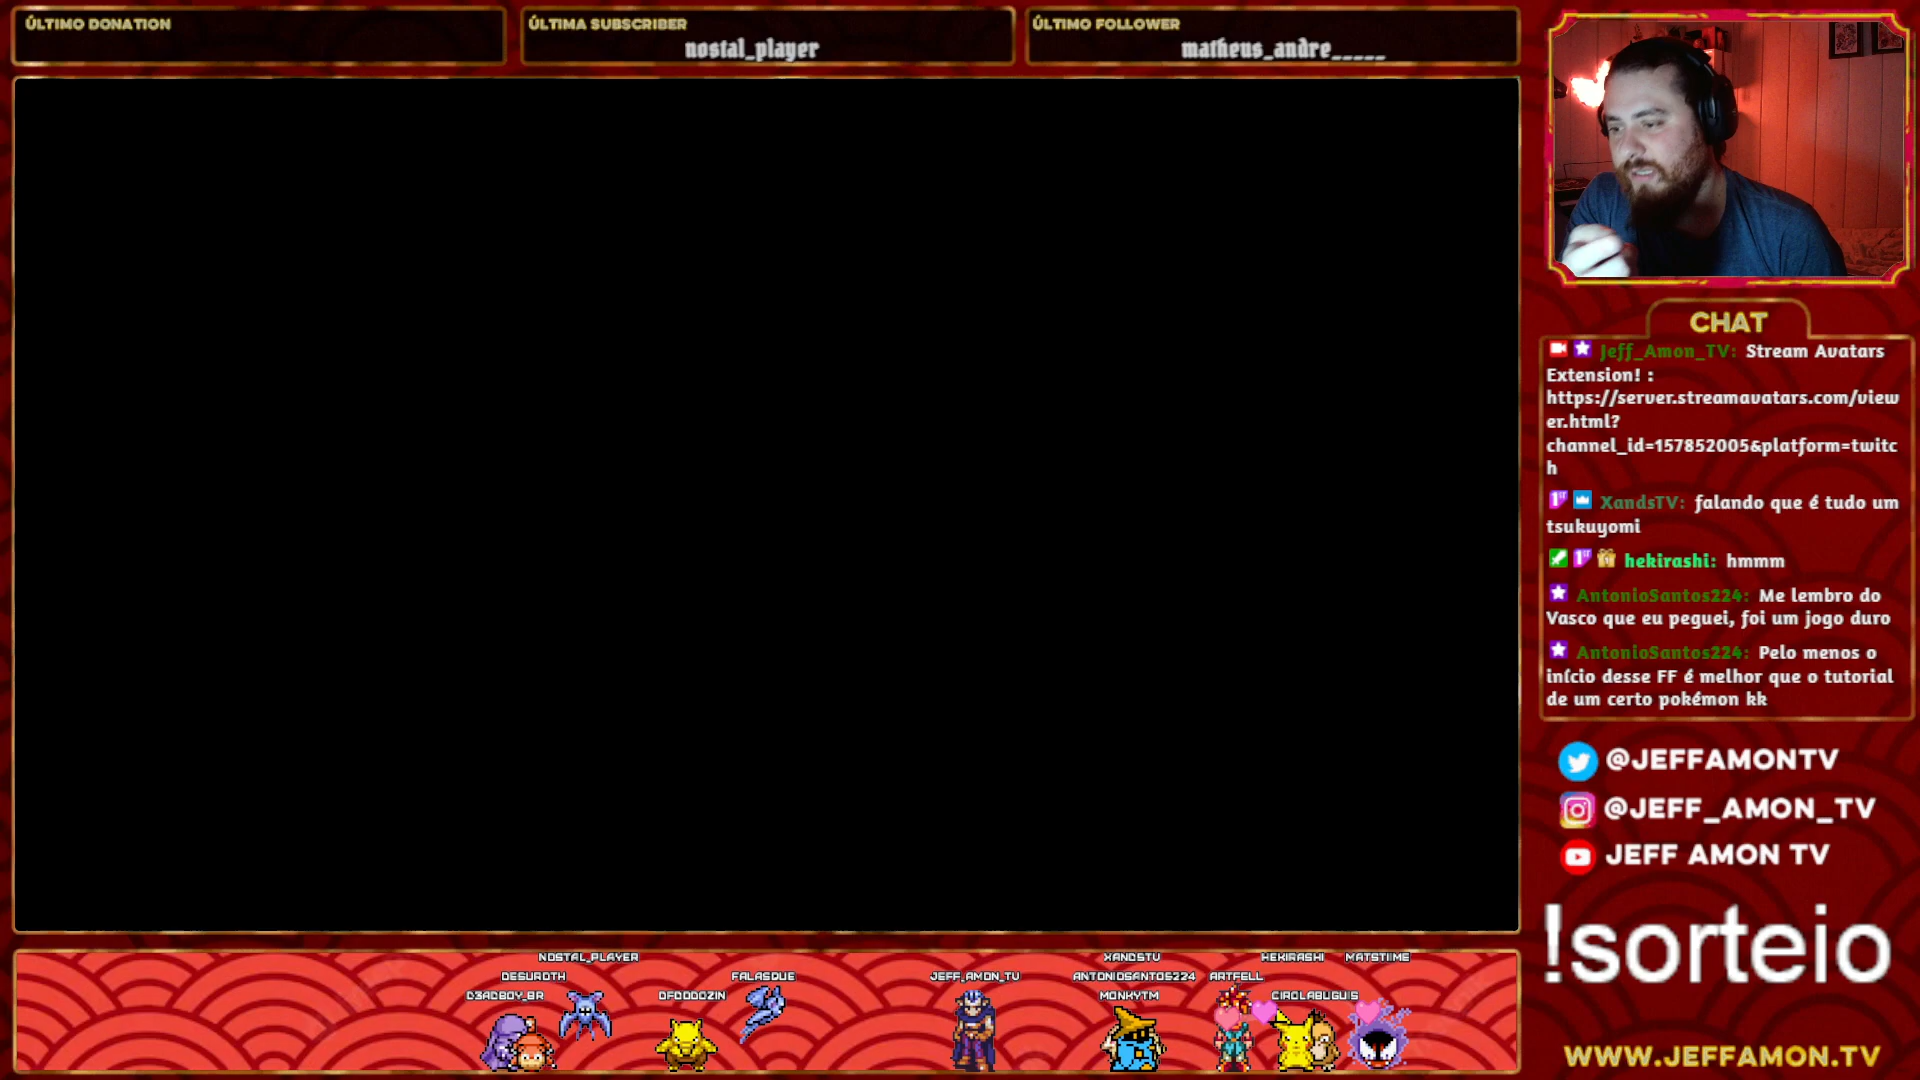 ÚLTIMO DONATION
ÚLTIMA SUBSCRIBER
nostal_player
ÚLTIMO FOLLOWER
matheus_andre_____
CHAT
Jeff_Amon_TV: Stream Avatars
Extension! :
https://server.streamavatars.com/view
er.html?
channel_id=157852005&platform=twitc
h
XandsTV: falando que é tudo um
tsukuyomi
hekirashi: hmmm
AntonioSantos224: Me lembro do
Vasco que eu peguei, foi um jogo duro
AntonioSantos224: Pelo menos o
início desse FF é melhor que o tutorial
de um certo pokémon kk
@JEFFAMONTV
@JEFF_AMON_TV
JEFF AMON TV
!sorteio
WWW.JEFFAMON.TV
NOSTAL_PLAYER
DESUROTH
D3ADBOY_BR
DFODDOZIN
FALASQUE
JEFF_AMON_TV
XANDSTV
ANTONIOSANTOS224
MONKYTM
ARTFELL
HEKIRASHI
MATSTIIME
CIROLABUGUIS